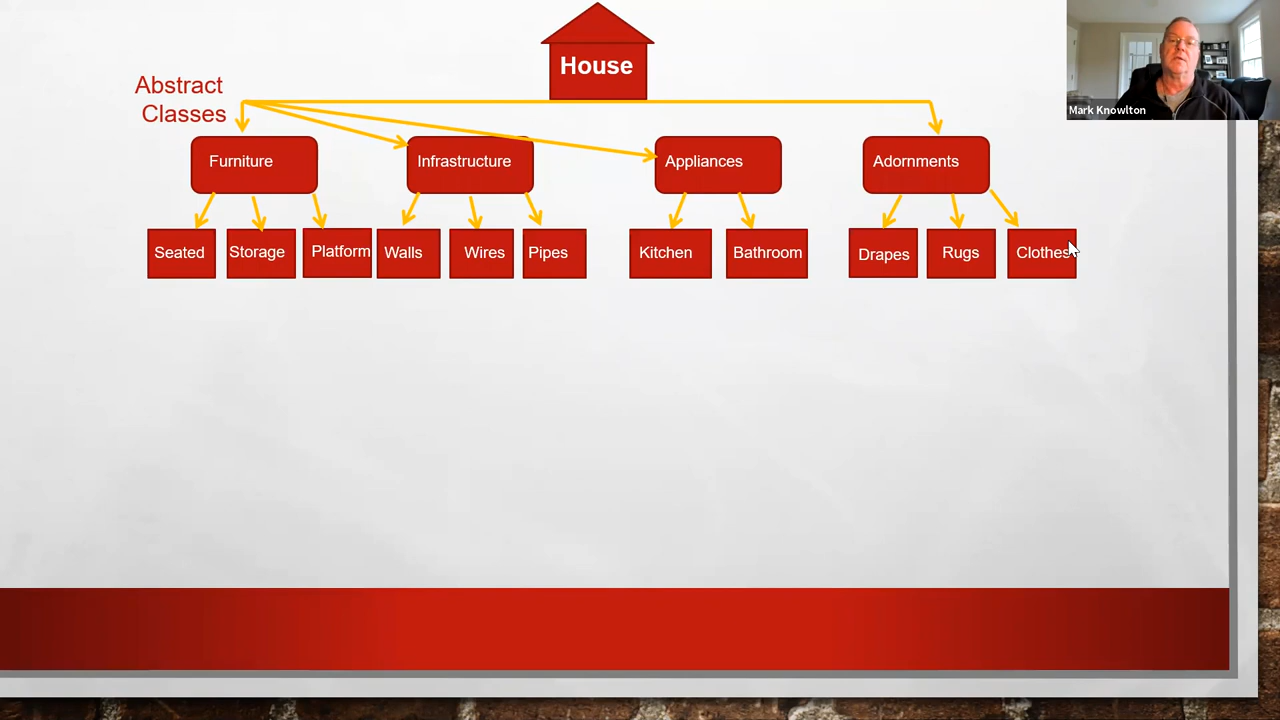 House
Mark Knowlton
Abstract
Classes
Furniture
Infrastructure
Appliances
Adornments
Seated
Storage
Platform
Walls
Wires
Pipes
Kitchen
Bathroom
Drapes
Rugs
Clothes